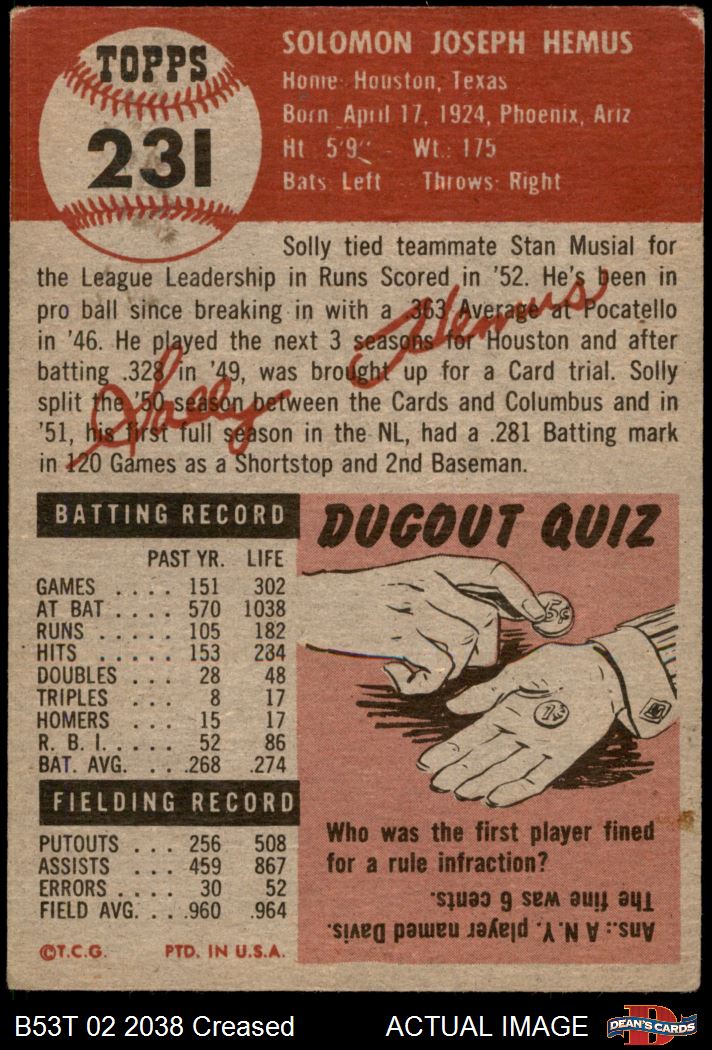 TOPPS
231
SOLOMON JOSEPH HEMUS
Home: Houston, Texas
Born: April 17, 1924, Phoenix, Ariz
Ht 5'9" Wt.: 175
Bats: Left Throws: Right
Solly tied teammate Stan Musial for
the League Leadership in Runs Scored in '52. He's been in
pro ball since breaking in with a .363 Average at Pocatello
in '46. He played the next 3 seasons for Houston and after
batting .328 in '49, was brought up for a Card trial. Solly
split the '50 season between the Cards and Columbus and in
'51, his first full season in the NL, had a .281 Batting mark
in 120 Games as a Shortstop and 2nd Baseman.
Solly Hemus
BATTING RECORD
PAST YR. LIFE
GAMES .... 151 302
AT BAT .... 570 1038
RUNS ..... 105 182
HITS ..... 153 284
DOUBLES ... 28 48
TRIPLES ... 8 17
HOMERS ... 15 17
R. B. I. .... 52 86
BAT. AVG. ... .268 .274
FIELDING RECORD
PUTOUTS ... 256 508
ASSISTS ... 459 867
ERRORS .... 30 52
FIELD AVG. ... .960 .964
©T.C.G. PTD. IN U.S.A.
DUGOUT QUIZ
5¢
1¢
Who was the first player fined
for a rule infraction?
Ans.: A N.Y. player named Davis.
The fine was 6 cents.
B53T 02 2038 Creased ACTUAL IMAGE
D
DEAN'S CARDS